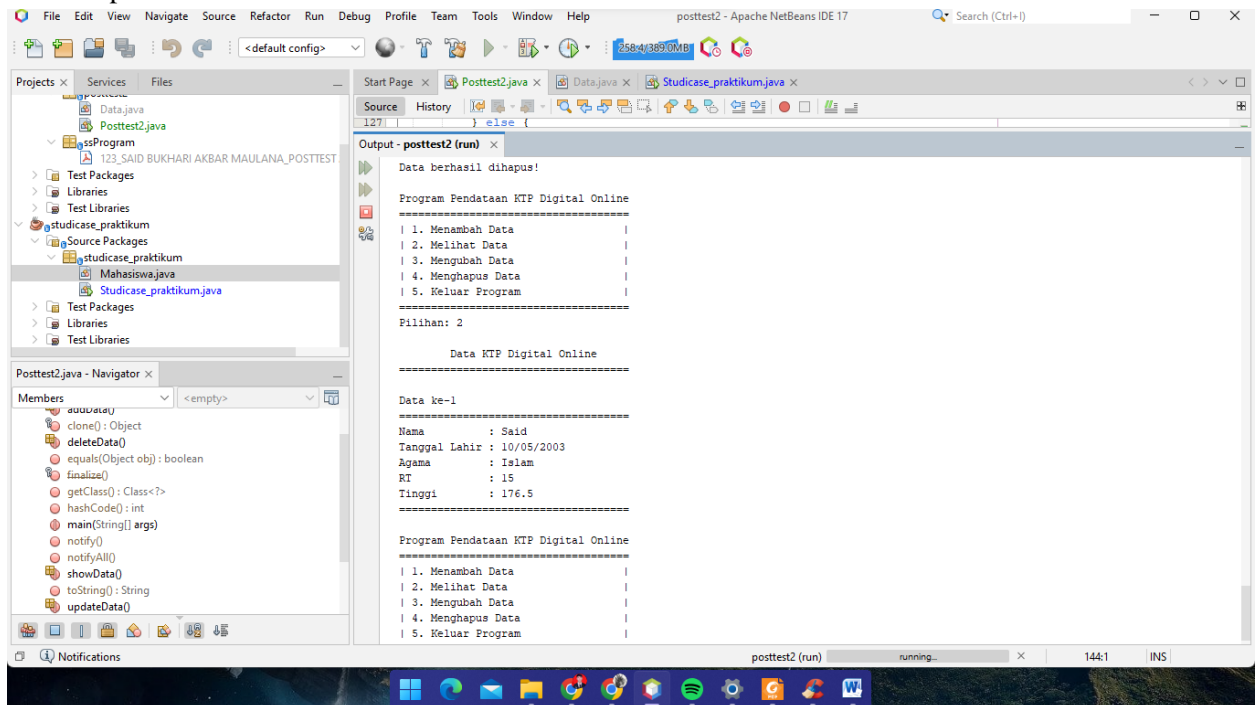 File Edit View Navigate Source Refactor Run Debug Profile Team Tools Window Help posttest2 - Apache NetBeans IDE 17 Search (Ctrl+I)
<default config> 258.4/389.0MB
Projects Services Files
Data.java
Posttest2.java
ssProgram
123_SAID BUKHARI AKBAR MAULANA_POSTTEST
Test Packages
Libraries
Test Libraries
studicase_praktikum
Source Packages
studicase_praktikum
Mahasiswa.java
Studicase_praktikum.java
Test Packages
Libraries
Test Libraries
Posttest2.java - Navigator
Members <empty>
addData()
clone() : Object
deleteData()
equals(Object obj) : boolean
finalize()
getClass() : Class<?>
hashCode() : int
main(String[] args)
notify()
notifyAll()
showData()
toString() : String
updateData()
Start Page Posttest2.java Data.java Studicase_praktikum.java
Source History
127 } else {
Output - posttest2 (run)
Data berhasil dihapus!
Program Pendataan KTP Digital Online
====================================
| 1. Menambah Data |
| 2. Melihat Data |
| 3. Mengubah Data |
| 4. Menghapus Data |
| 5. Keluar Program |
====================================
Pilihan: 2
Data KTP Digital Online
====================================
Data ke-1
====================================
Nama : Said
Tanggal Lahir : 10/05/2003
Agama : Islam
RT : 15
Tinggi : 176.5
====================================
Program Pendataan KTP Digital Online
====================================
| 1. Menambah Data |
| 2. Melihat Data |
| 3. Mengubah Data |
| 4. Menghapus Data |
| 5. Keluar Program |
Notifications posttest2 (run) running... 144:1 INS